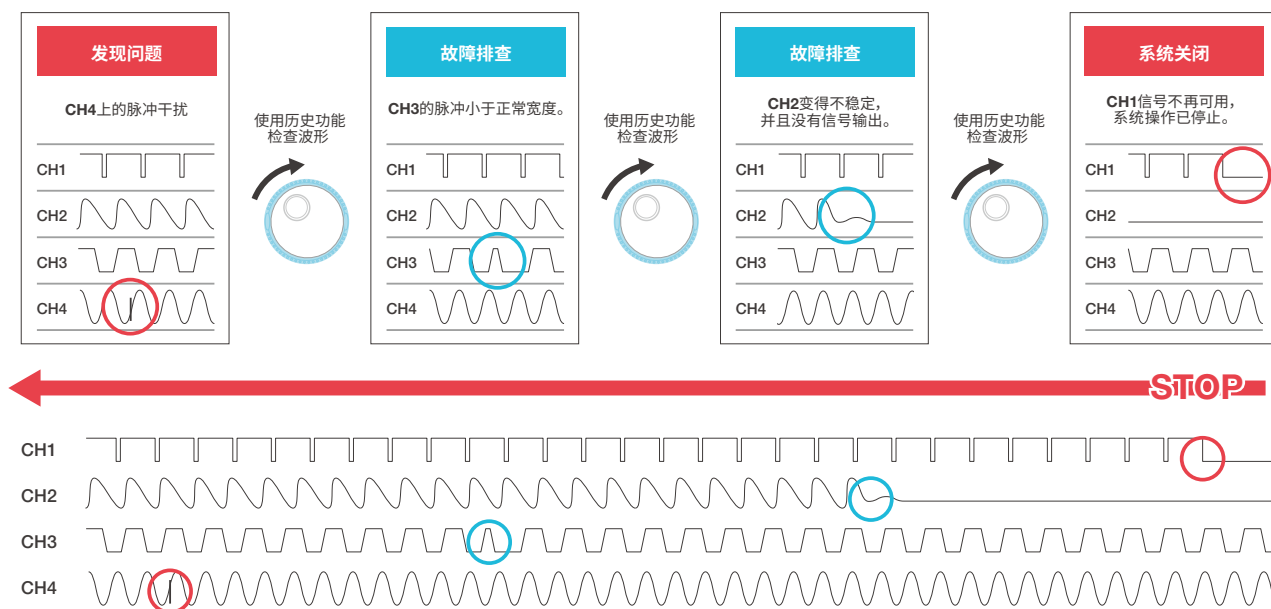 发现问题
CH4上的脉冲干扰
CH1
CH2
CH3
CH4
使用历史功能
检查波形
故障排查
CH3的脉冲小于正常宽度。
CH1
CH2
CH3
CH4
使用历史功能
检查波形
故障排查
CH2变得不稳定，
并且没有信号输出。
CH1
CH2
CH3
CH4
使用历史功能
检查波形
系统关闭
CH1信号不再可用，
系统操作已停止。
CH1
CH2
CH3
CH4
STOP
CH1
CH2
CH3
CH4